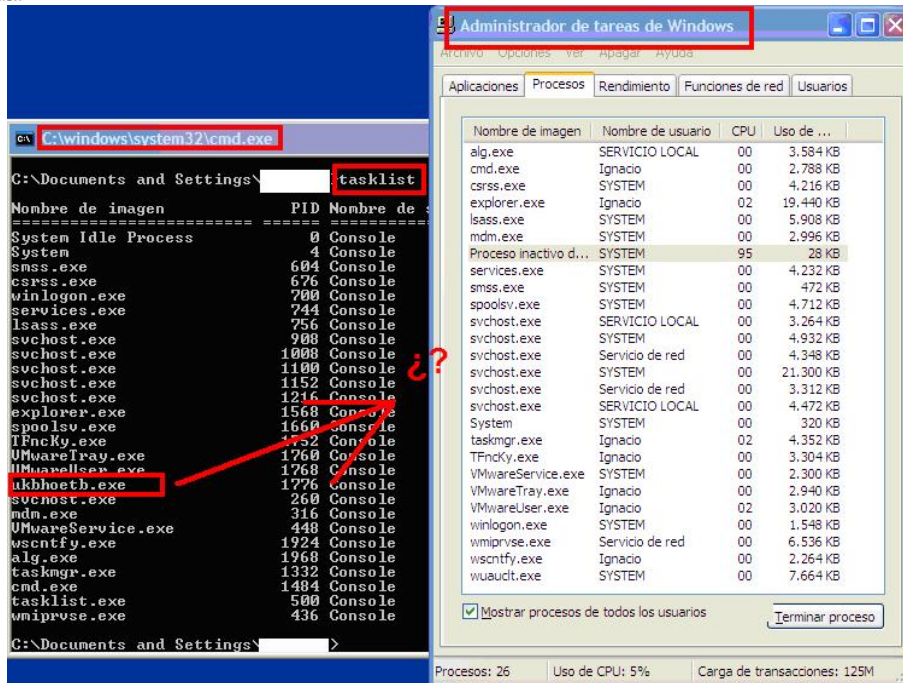 C:\windows\system32\cmd.exe
C:\Documents and Settings\ >tasklist
Nombre de imagen PID Nombre de s
System Idle Process 0 Console
System 4 Console
smss.exe 604 Console
csrss.exe 676 Console
winlogon.exe 700 Console
services.exe 744 Console
lsass.exe 756 Console
svchost.exe 908 Console
svchost.exe 1008 Console
svchost.exe 1100 Console
svchost.exe 1152 Console
svchost.exe 1216 Console
explorer.exe 1568 Console
spoolsv.exe 1660 Console
TFncKy.exe 1752 Console
VMwareTray.exe 1760 Console
VMwareUser.exe 1768 Console
ukbhoetb.exe 1776 Console
svchost.exe 260 Console
mdm.exe 316 Console
VMwareService.exe 448 Console
wscntfy.exe 1924 Console
alg.exe 1968 Console
taskmgr.exe 1332 Console
cmd.exe 1484 Console
tasklist.exe 500 Console
wmiprvse.exe 436 Console
C:\Documents and Settings\ >
¿?
Administrador de tareas de Windows
Archivo Opciones Ver Apagar Ayuda
Aplicaciones Procesos Rendimiento Funciones de red Usuarios
Nombre de imagen Nombre de usuario CPU Uso de ...
alg.exe SERVICIO LOCAL 00 3.584 KB
cmd.exe Ignacio 00 2.788 KB
csrss.exe SYSTEM 00 4.216 KB
explorer.exe Ignacio 02 19.440 KB
lsass.exe SYSTEM 00 5.908 KB
mdm.exe SYSTEM 00 2.996 KB
Proceso inactivo d... SYSTEM 95 28 KB
services.exe SYSTEM 00 4.232 KB
smss.exe SYSTEM 00 472 KB
spoolsv.exe SYSTEM 00 4.712 KB
svchost.exe SERVICIO LOCAL 00 3.264 KB
svchost.exe SYSTEM 00 4.932 KB
svchost.exe Servicio de red 00 4.348 KB
svchost.exe SYSTEM 00 21.300 KB
svchost.exe Servicio de red 00 3.312 KB
svchost.exe SERVICIO LOCAL 00 4.472 KB
System SYSTEM 00 320 KB
taskmgr.exe Ignacio 02 4.352 KB
TFncKy.exe Ignacio 00 3.304 KB
VMwareService.exe SYSTEM 00 2.300 KB
VMwareTray.exe Ignacio 00 2.940 KB
VMwareUser.exe Ignacio 02 3.020 KB
winlogon.exe SYSTEM 00 1.548 KB
wmiprvse.exe Servicio de red 00 6.536 KB
wscntfy.exe Ignacio 00 2.264 KB
wuauclt.exe SYSTEM 00 7.664 KB
Mostrar procesos de todos los usuarios
Terminar proceso
Procesos: 26 Uso de CPU: 5% Carga de transacciones: 125M